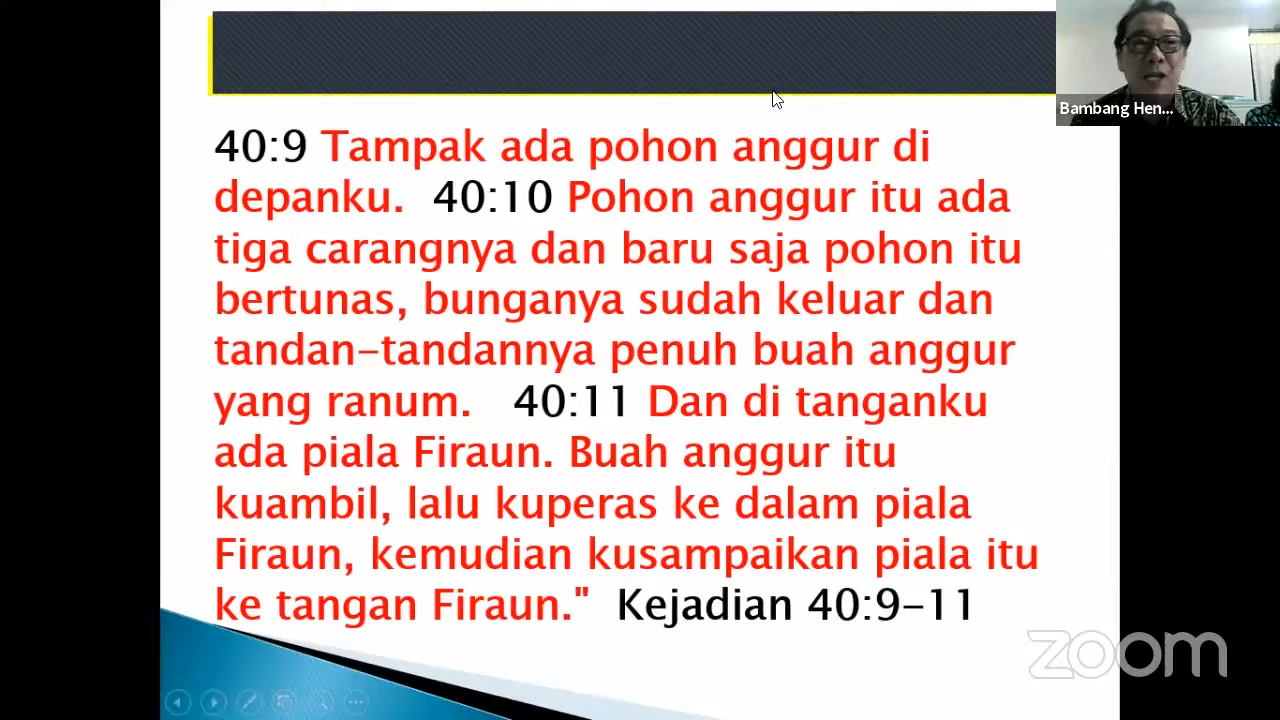 Bambang Hen...
40:9 Tampak ada pohon anggur di
depanku. 40:10 Pohon anggur itu ada
tiga carangnya dan baru saja pohon itu
bertunas, bunganya sudah keluar dan
tandan-tandannya penuh buah anggur
yang ranum. 40:11 Dan di tanganku
ada piala Firaun. Buah anggur itu
kuambil, lalu kuperas ke dalam piala
Firaun, kemudian kusampaikan piala itu
ke tangan Firaun." Kejadian 40:9-11
zoom